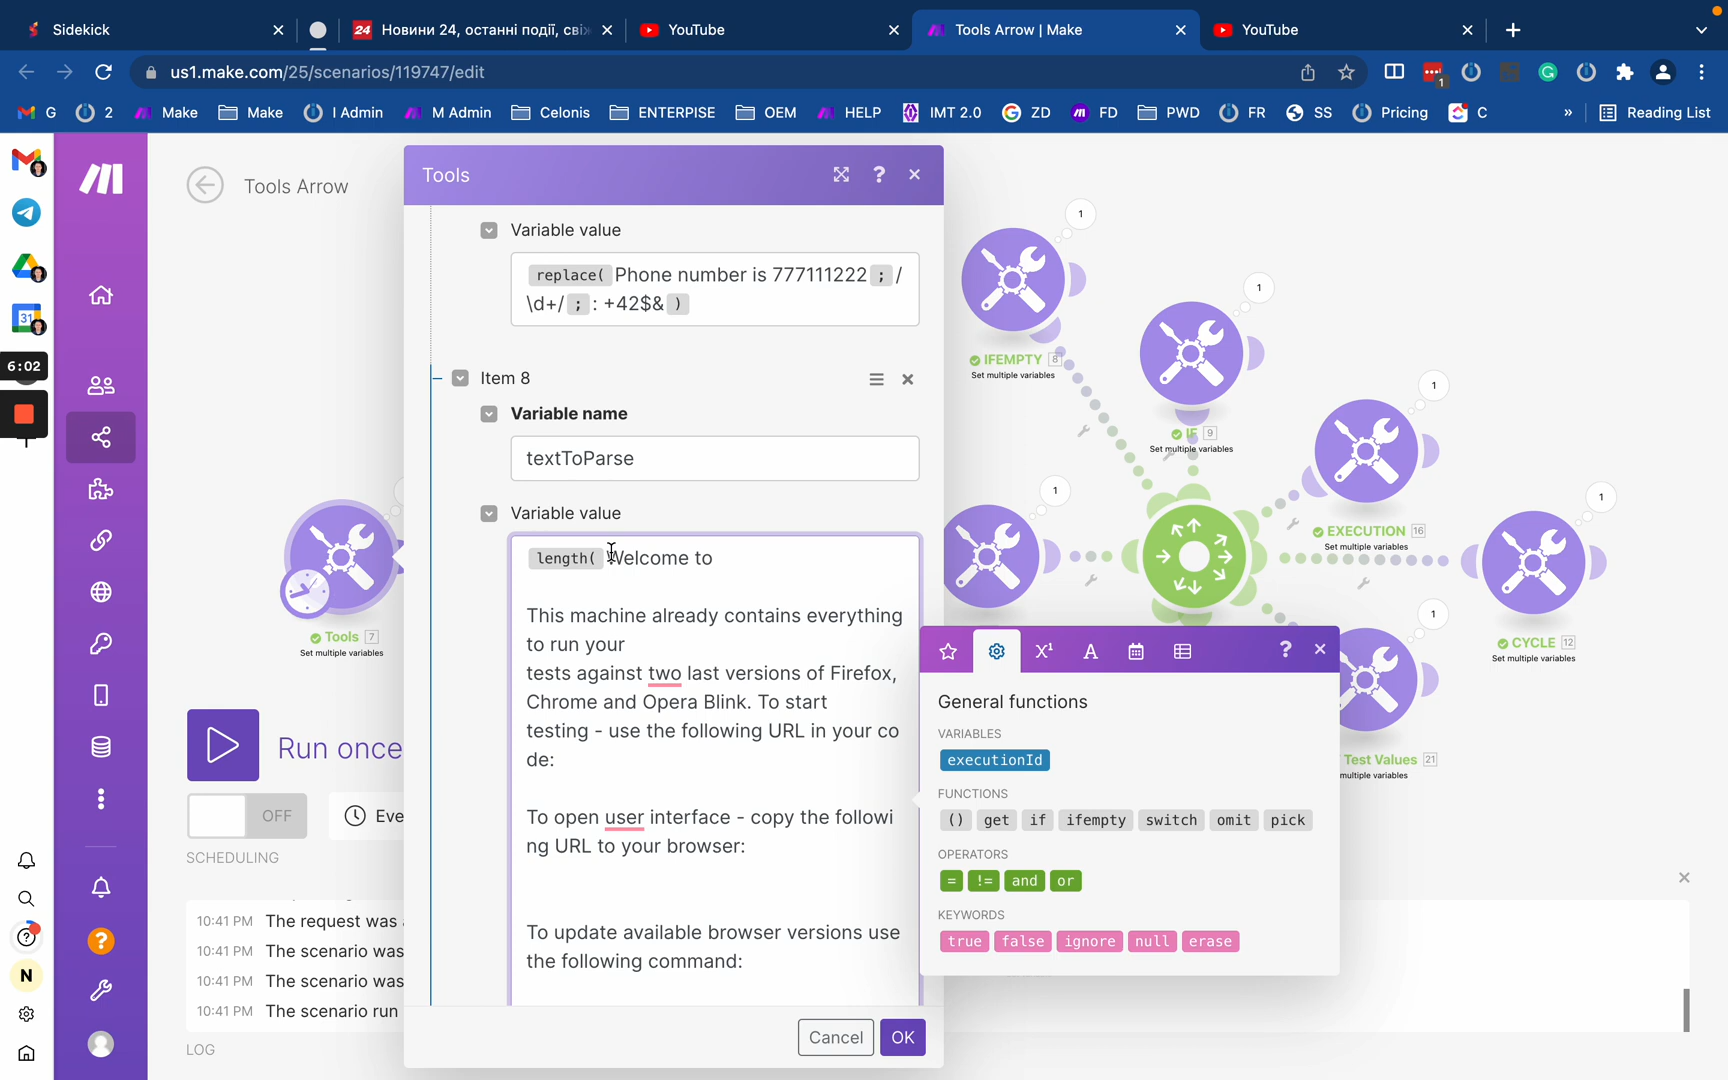 Sidekick
24 Новини 24, останні події, сві
YouTube
Tools Arrow | Make
YouTube
us1.make.com/25/scenarios/119747/edit
1
G
2
Make
Make
I Admin
M Admin
Celonis
ENTERPISE
OEM
HELP
IMT 2.0
ZD
FD
PWD
FR
SS
Pricing
C
»
Reading List
31
6:02
N
Tools Arrow
Tools
?
Variable value
replace( Phone number is 777111222 ; /
\d+/ ; : +42$& )
Item 8
Variable name
textToParse
Variable value
length( Welcome to
This machine already contains everything
to run your
tests against two last versions of Firefox,
Chrome and Opera Blink. To start
testing - use the following URL in your co
de:
To open user interface - copy the followi
ng URL to your browser:
To update available browser versions use
the following command:
Cancel
OK
Tools 7
Set multiple variables
Run once
OFF
Eve
SCHEDULING
10:41 PM The request was
10:41 PM The scenario was
10:41 PM The scenario was
10:41 PM The scenario run
LOG
1
IFEMPTY 8
Set multiple variables
1
IF 9
Set multiple variables
1
EXECUTION 16
Set multiple variables
1
1
CYCLE 12
Set multiple variables
1
Test Values 21
multiple variables
?
General functions
VARIABLES
executionId
FUNCTIONS
() get if ifempty switch omit pick
OPERATORS
= != and or
KEYWORDS
true false ignore null erase